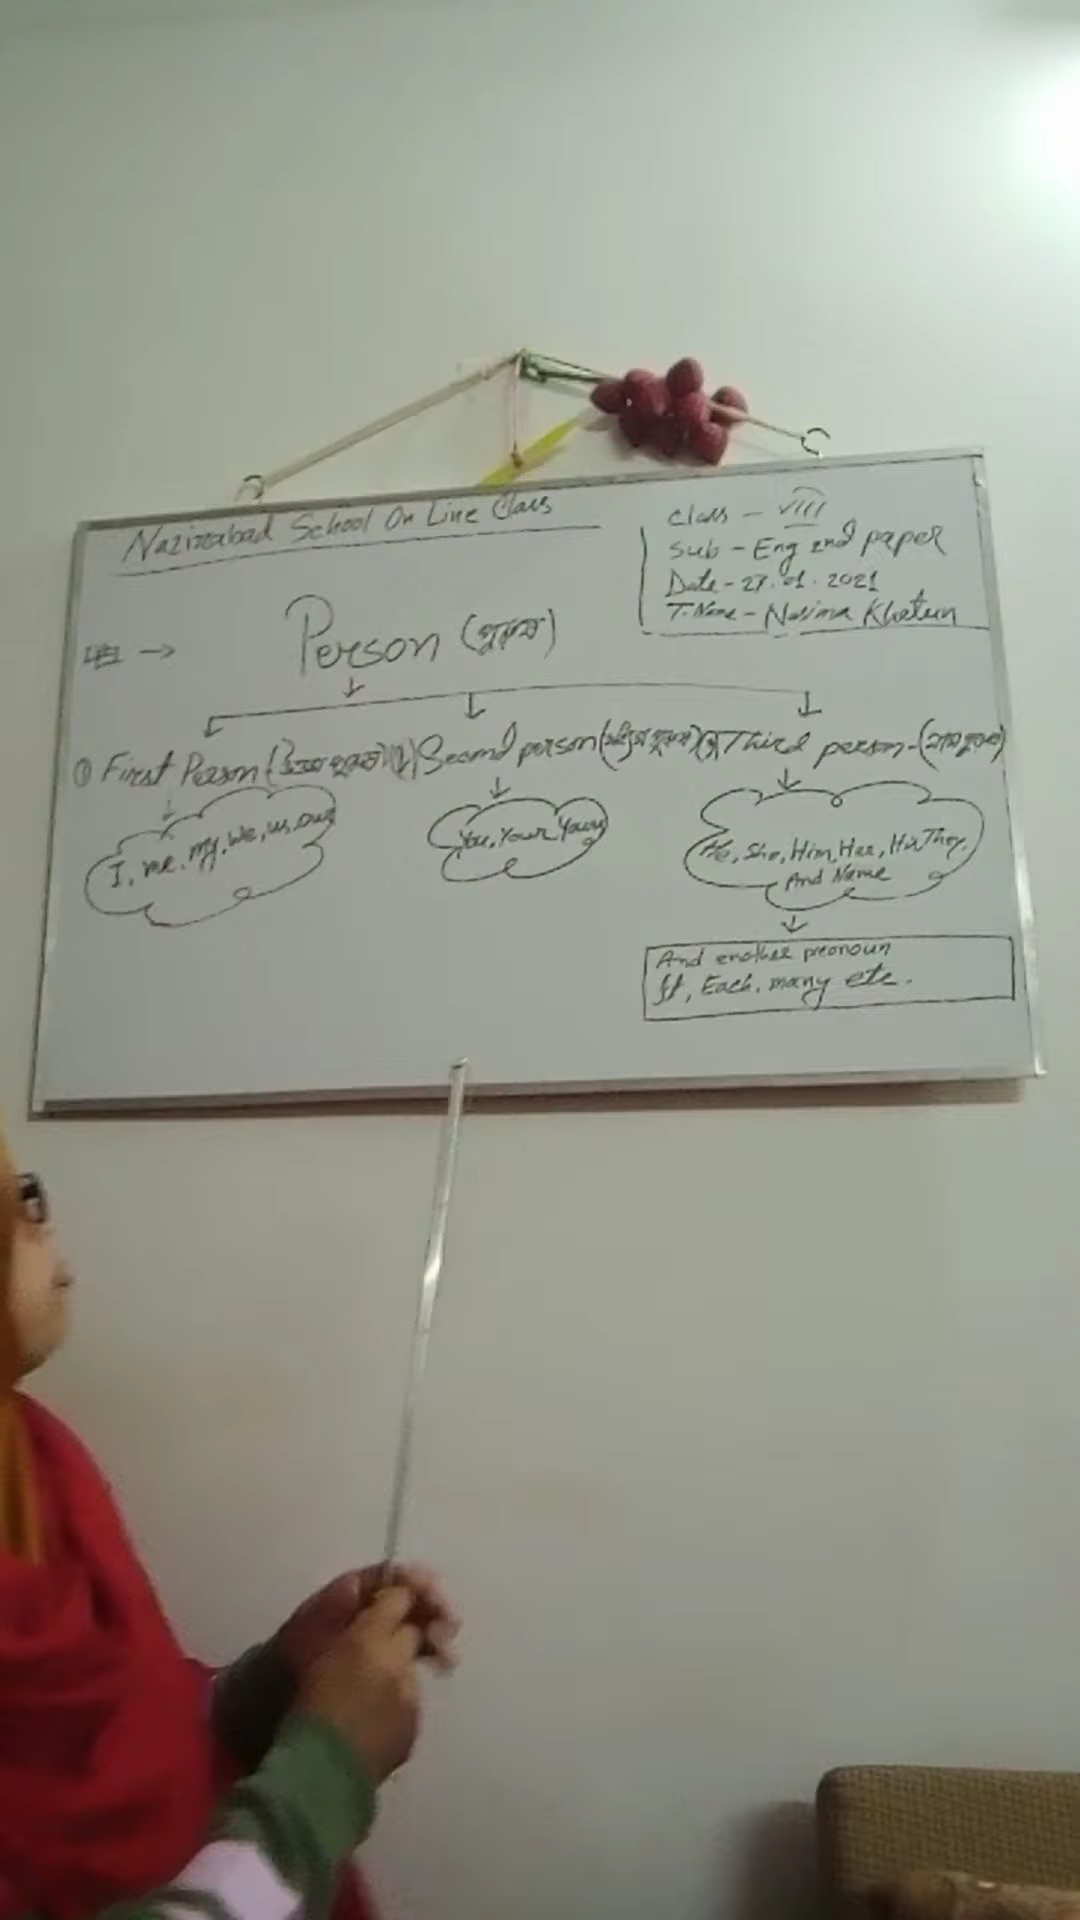 Nazirabad School On Line Class
Class - VIII
Sub - Eng 2nd paper
Date - 27.01.2021
T.Name - Nasima Khatun
Person (পুরুষ)
① First Person
Second person
Third person -
I, me, my, we, us, our
You, Your, Yours
He, She, Him, Her, His, They,
And Name
And another pronoun
It, Each, many etc.